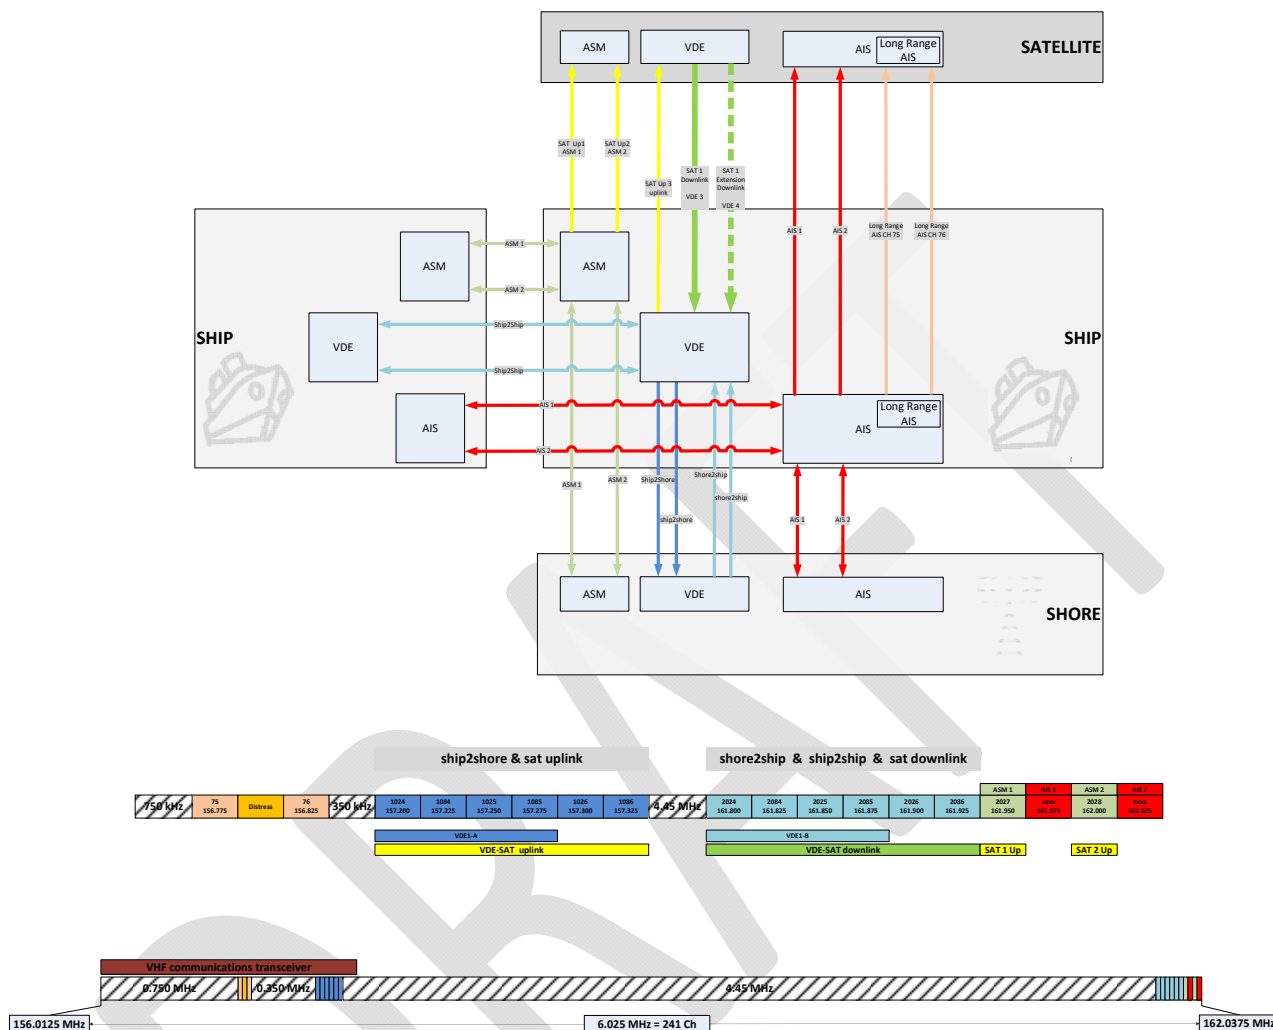 SATELLITE
ASM
VDE
AIS
Long Range
AIS
SAT Up1
ASM 1
SAT Up2
ASM 2
SAT Up 3
uplink
SAT 1
Downlink
VDE 3
SAT 1
Extension
Downlink
VDE 4
AIS 1
AIS 2
Long Range
AIS CH 75
Long Range
AIS CH 76
SHIP
ASM
VDE
AIS
ASM 1
ASM 2
Ship2Ship
Ship2Ship
AIS 1
AIS 2
SHIP
ASM
VDE
AIS
Long Range
AIS
ASM 1
ASM 2
Ship2Shore
ship2shore
Shore2ship
shore2ship
AIS 1
AIS 2
ASM
VDE
AIS
SHORE
ship2shore & sat uplink
shore2ship & ship2ship & sat downlink
750 kHz
75
156.775
Distress
76
156.825
350 kHz
1024
157.200
1084
157.225
1025
157.250
1085
157.275
1026
157.300
1086
157.325
4.45 MHz
2024
161.800
2084
161.825
2025
161.850
2085
161.875
2026
161.900
2086
161.925
ASM 1
2027
161.950
AIS 1
xxxx
161.975
ASM 2
2028
162.000
AIS 2
xxxx
162.025
VDE1-A
VDE1-B
VDE-SAT uplink
VDE-SAT downlink
SAT 1 Up
SAT 2 Up
VHF communications transceiver
0.750 MHz
0.350 MHz
4.45 MHz
156.0125 MHz
6.025 MHz = 241 Ch
162.0375 MHz
DRAFT